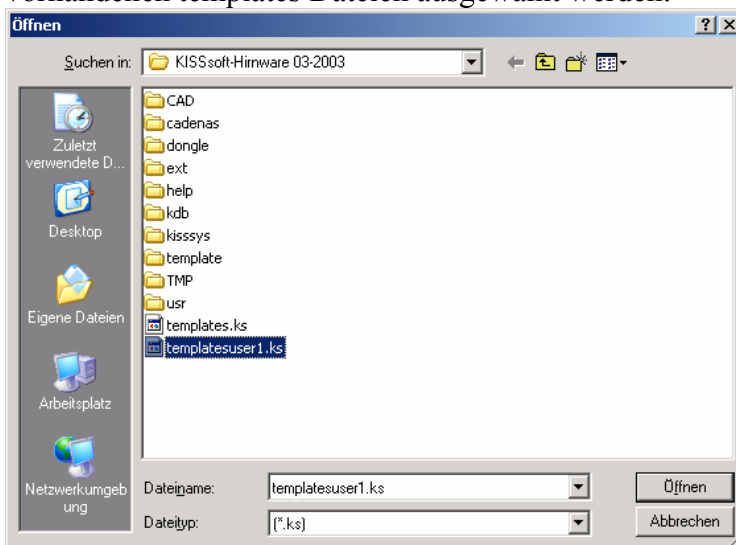 vorhandenen templates Dateien ausgewählt werden.
Öffnen
Suchen in:
KISSsoft-Hirnware 03-2003
Zuletzt
verwendete D...
Desktop
Eigene Dateien
Arbeitsplatz
Netzwerkumgeb
ung
CAD
cadenas
dongle
ext
help
kdb
kisssys
template
TMP
usr
templates.ks
templatesuser1.ks
Dateiname:
templatesuser1.ks
Öffnen
Dateityp:
(*.ks)
Abbrechen